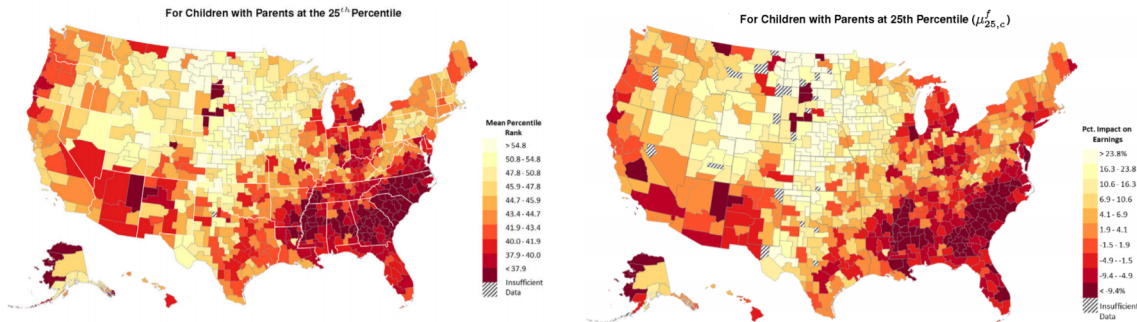 For Children with Parents at the 25th Percentile
Mean Percentile
Rank
> 54.8
50.8 - 54.8
47.8 - 50.8
45.9 - 47.8
44.7 - 45.9
43.4 - 44.7
41.9 - 43.4
40.0 - 41.9
37.9 - 40.0
< 37.9
Insufficient
Data
For Children with Parents at 25th Percentile (μ^f_25,c)
Pct. Impact on
Earnings
> 23.8%
16.3 - 23.8
16.3 - 23.3
6.9 - 10.6
4.1 - 6.9
1.9 - 4.1
-1.5 - 1.9
-4.9 - -1.5
-9.4 - -4.9
< -9.4%
Insufficient
Data